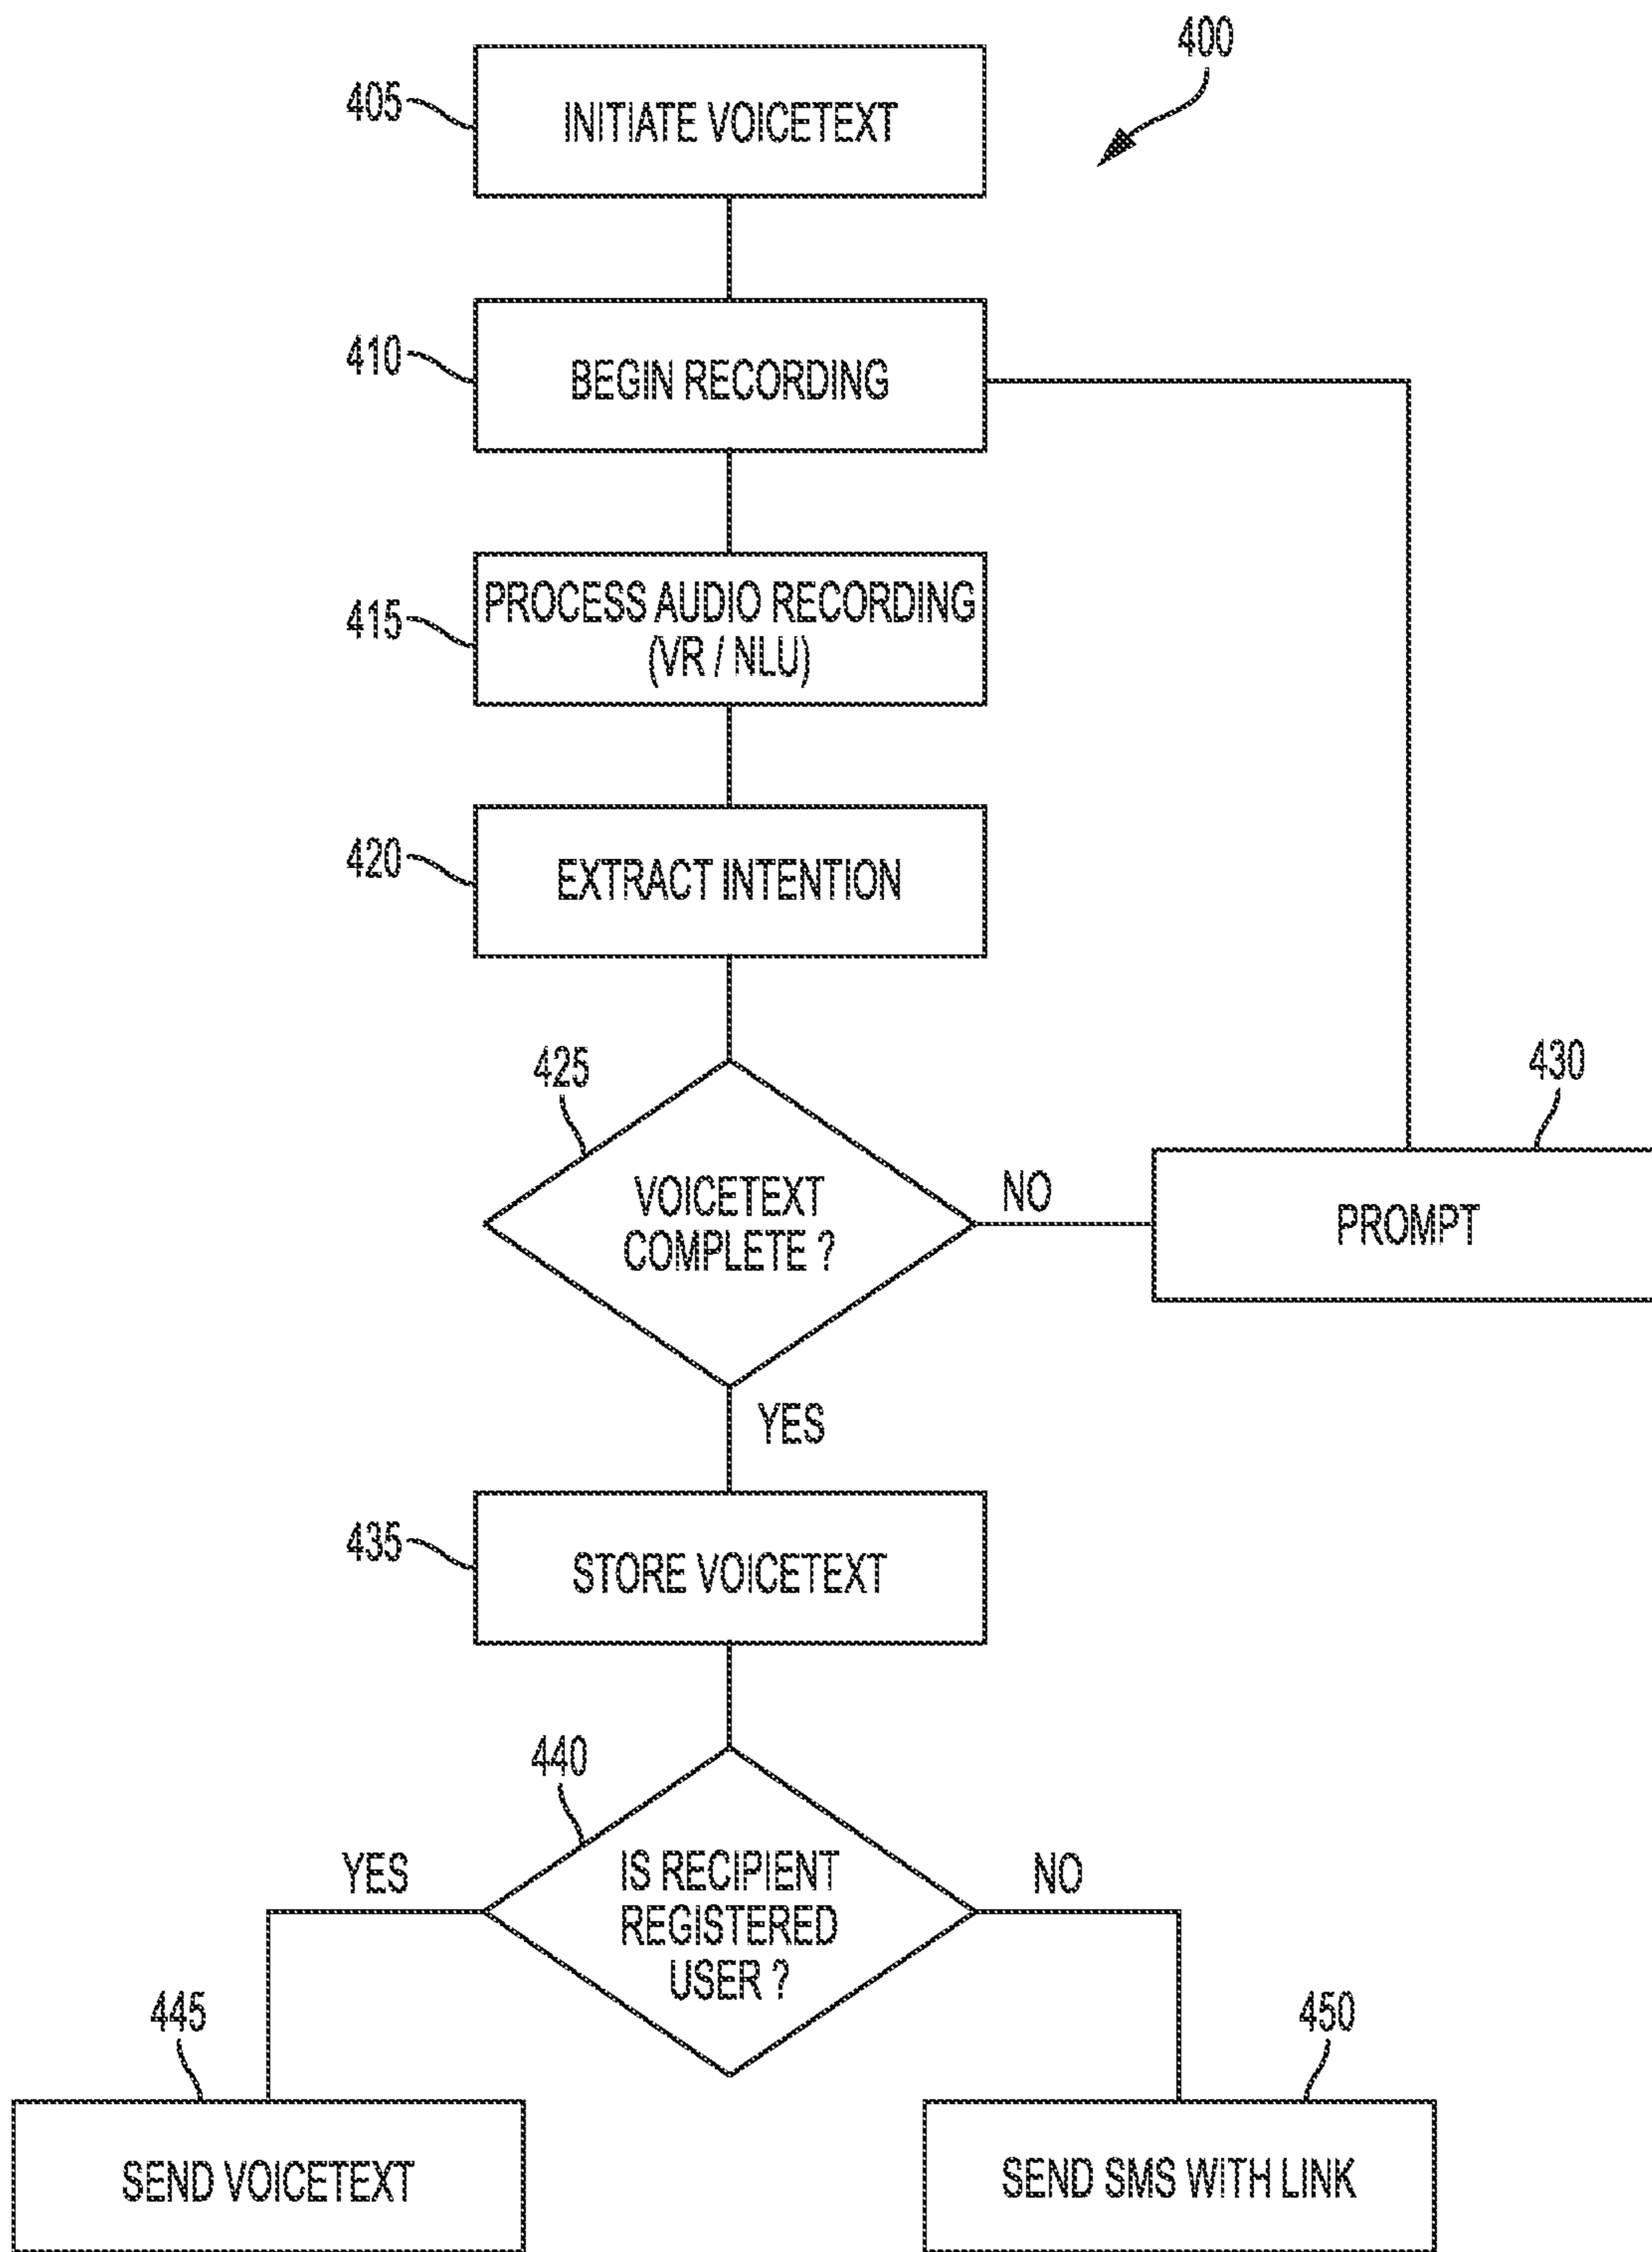 400
405
INITIATE VOICETEXT
410
BEGIN RECORDING
415
PROCESS AUDIO RECORDING
(VR / NLU)
420
EXTRACT INTENTION
425
VOICETEXT
COMPLETE ?
NO
430
PROMPT
YES
435
STORE VOICETEXT
440
IS RECIPIENT
REGISTERED
USER ?
YES
NO
445
SEND VOICETEXT
450
SEND SMS WITH LINK